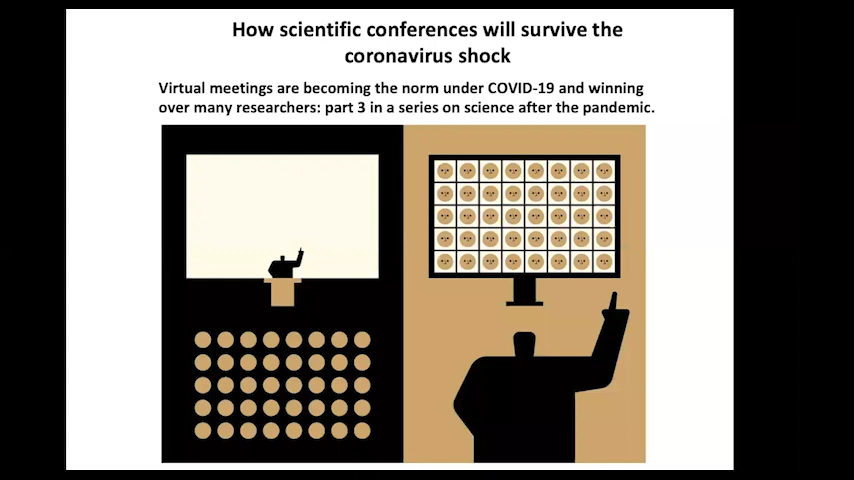 How scientific conferences will survive the
coronavirus shock
Virtual meetings are becoming the norm under COVID-19 and winning
over many researchers: part 3 in a series on science after the pandemic.